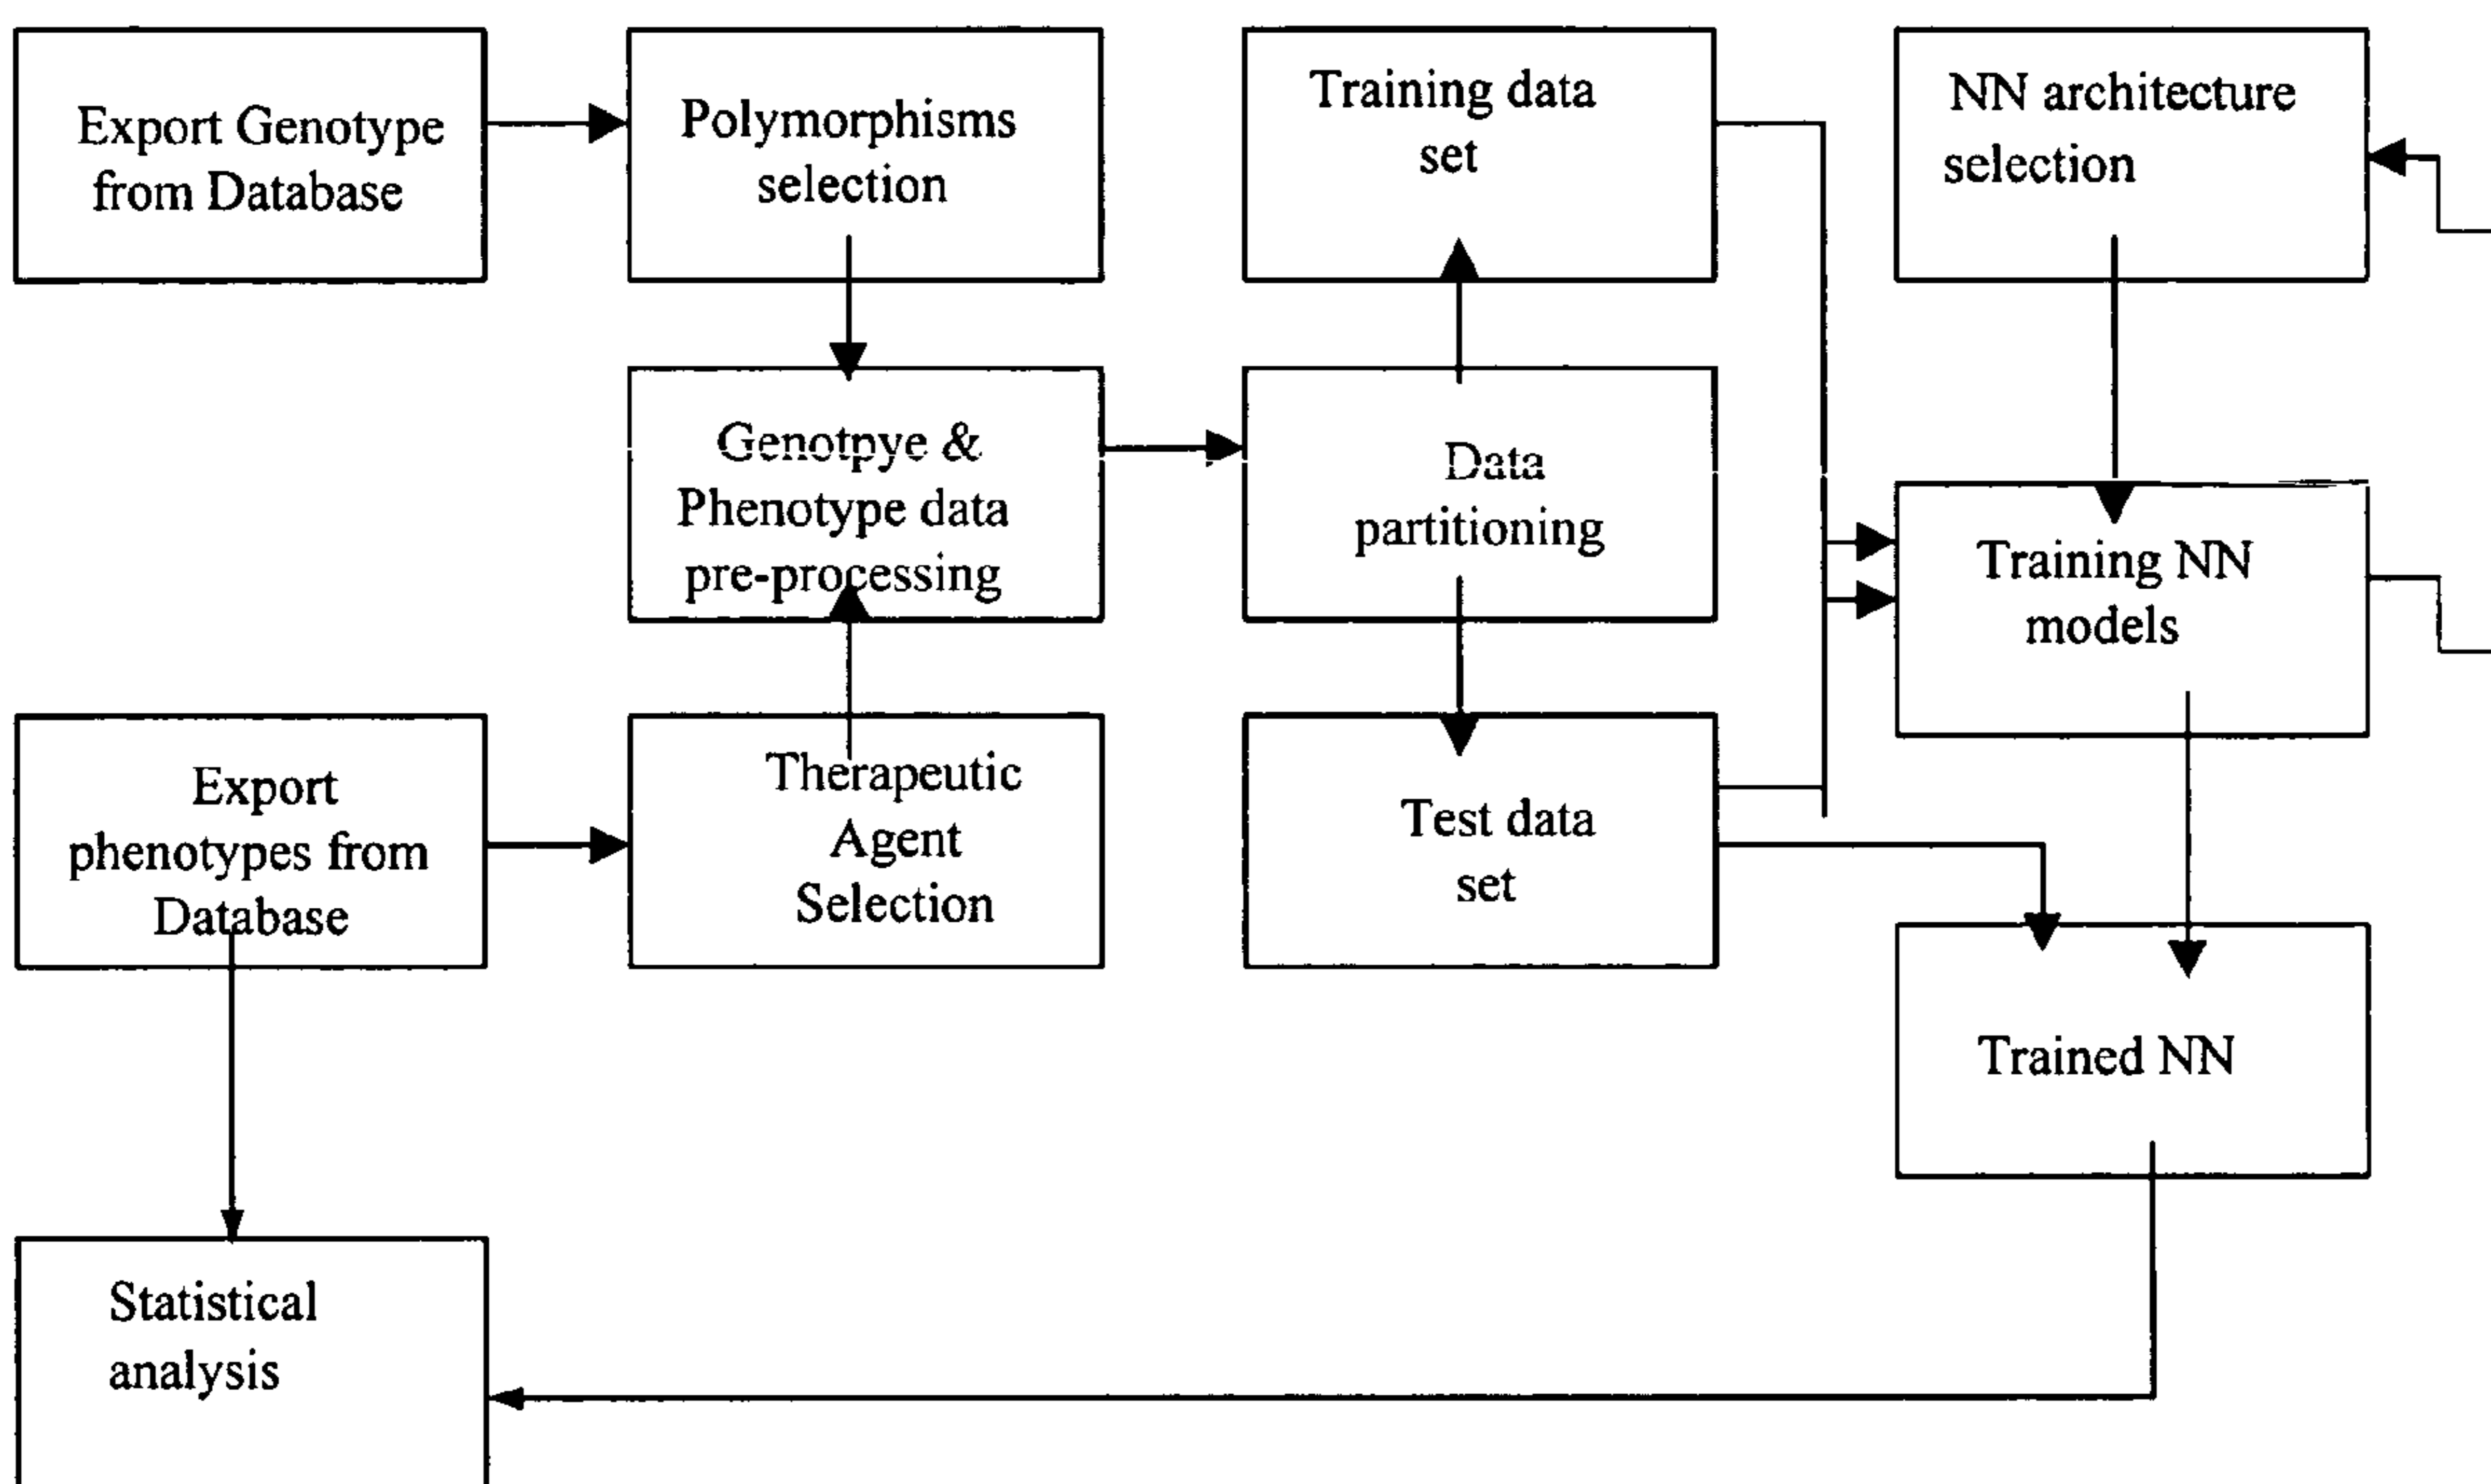 Export Genotype
from Database
Polymorphisms
selection
Training data
set
NN architecture
selection
Genotpye &
Phenotype data
pre-processing
Data
partitioning
Training NN
models
Export
phenotypes from
Database
Therapeutic
Agent
Selection
Test data
set
Trained NN
Statistical
analysis